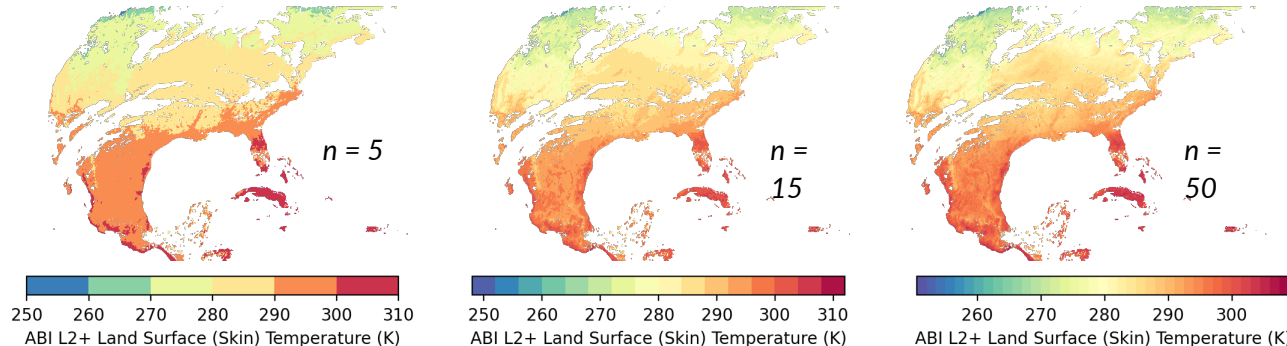 n = 5
250 260 270 280 290 300 310
ABI L2+ Land Surface (Skin) Temperature (K)
n =
15
250 260 270 280 290 300 310
ABI L2+ Land Surface (Skin) Temperature (K)
n =
50
260 270 280 290 300
ABI L2+ Land Surface (Skin) Temperature (K